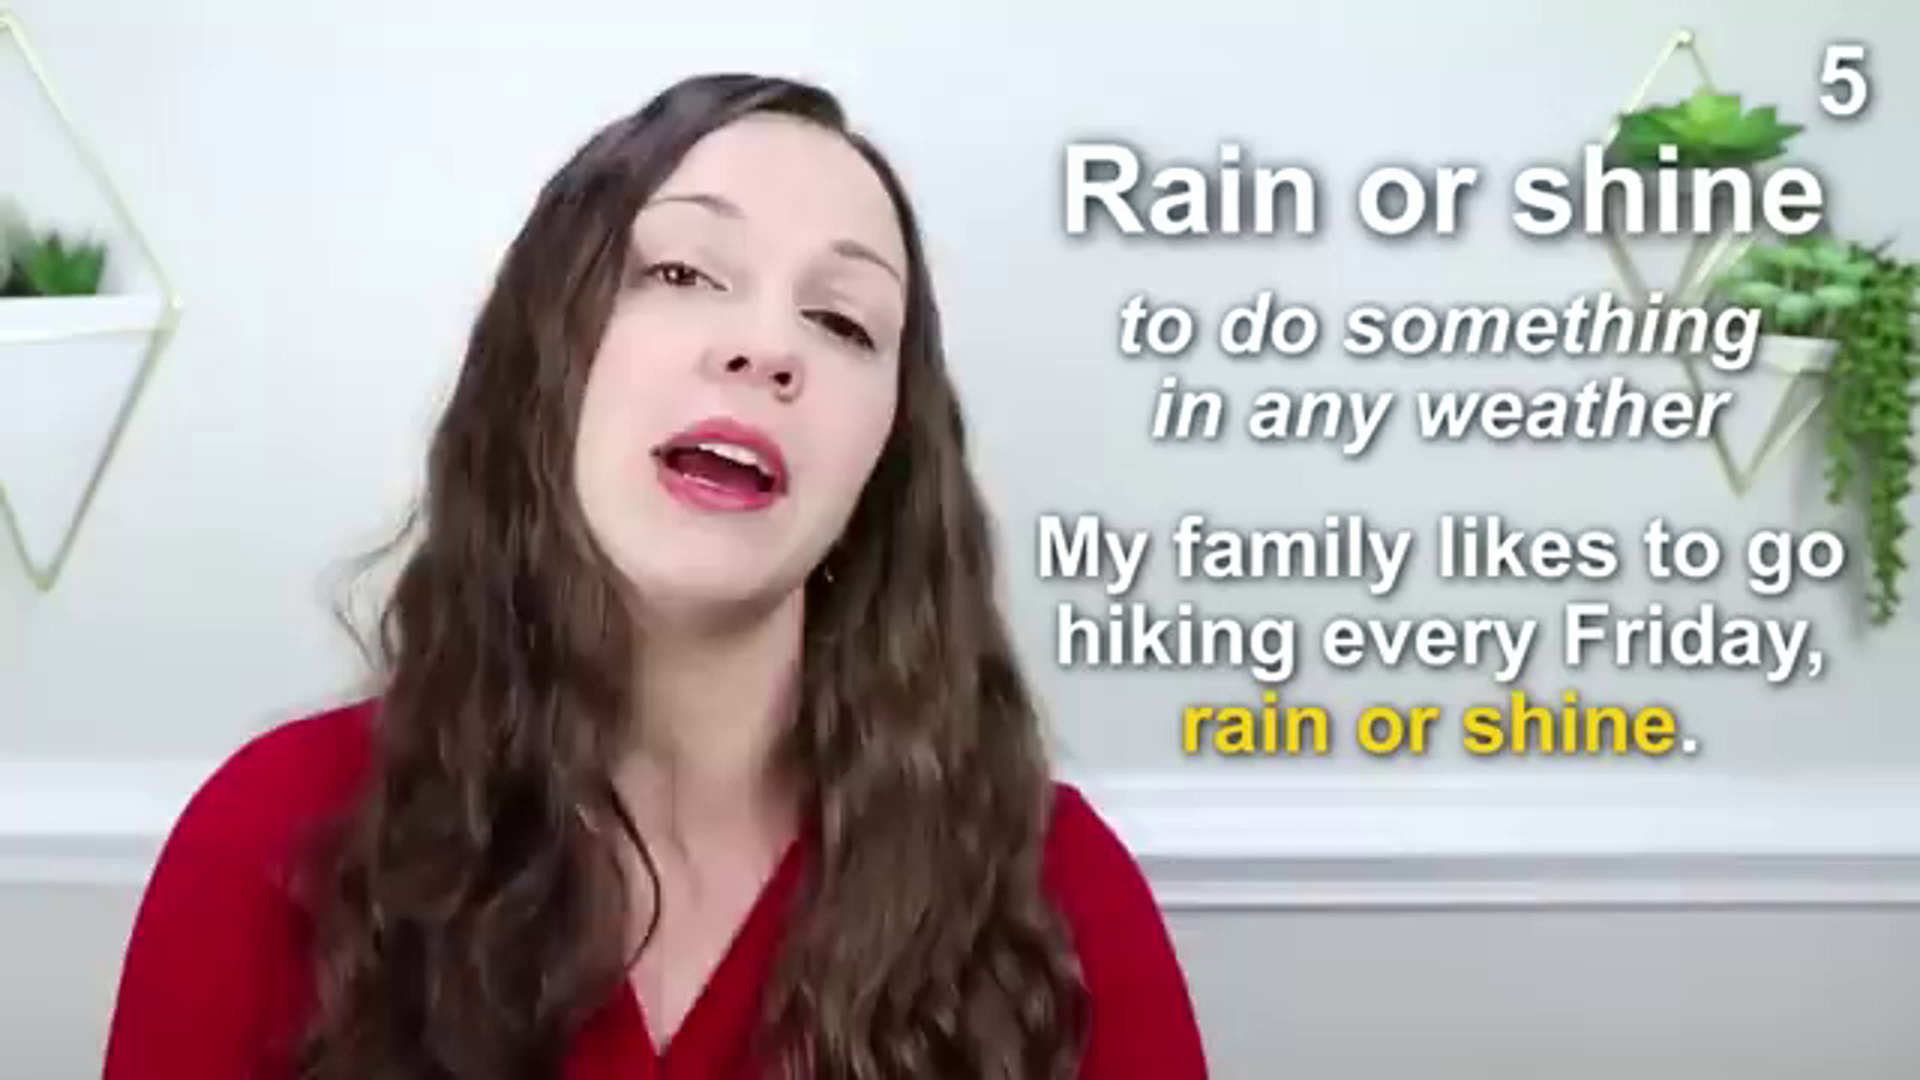 5
Rain or shine
to do something
in any weather
My family likes to go
hiking every Friday,
rain or shine.